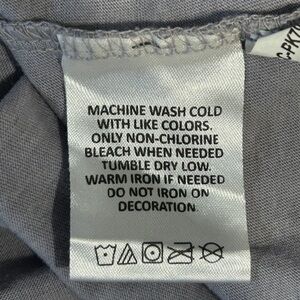 MACHINE WASH COLD
WITH LIKE COLORS.
ONLY NON-CHLORINE
BLEACH WHEN NEEDED
TUMBLE DRY LOW.
WARM IRON IF NEEDED
DO NOT IRON ON
DECORATION.